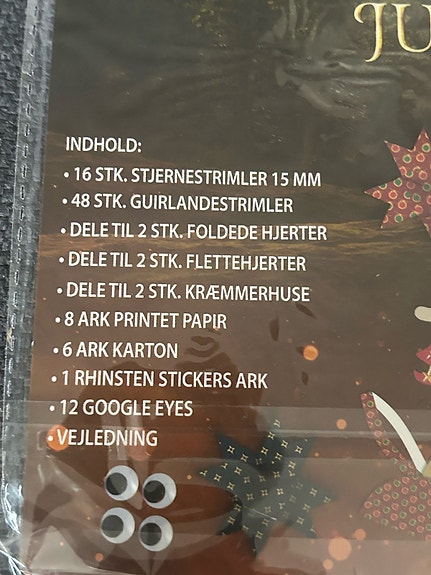 JU
INDHOLD:
• 16 STK. STJERNESTRIMLER 15 MM
• 48 STK. GUIRLANDESTRIMLER
• DELE TIL 2 STK. FOLDEDE HJERTER
• DELE TIL 2 STK. FLETTEHJERTER
• DELE TIL 2 STK. KRÆMMERHUSE
• 8 ARK PRINTET PAPIR
• 6 ARK KARTON
• 1 RHINSTEN STICKERS ARK
• 12 GOOGLE EYES
• VEJLEDNING